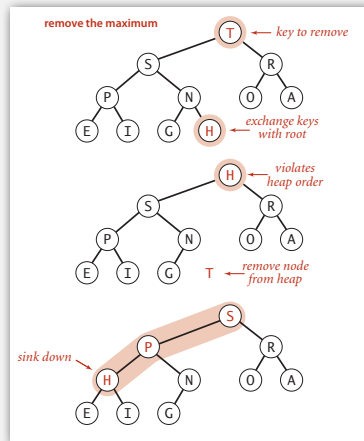 remove the maximum
T
key to remove
S R
P N O A
E I G H
exchange keys
with root
H
violates
heap order
S R
P N O A
E I G T
remove node
from heap
S
P R
sink down
H N O A
E I G